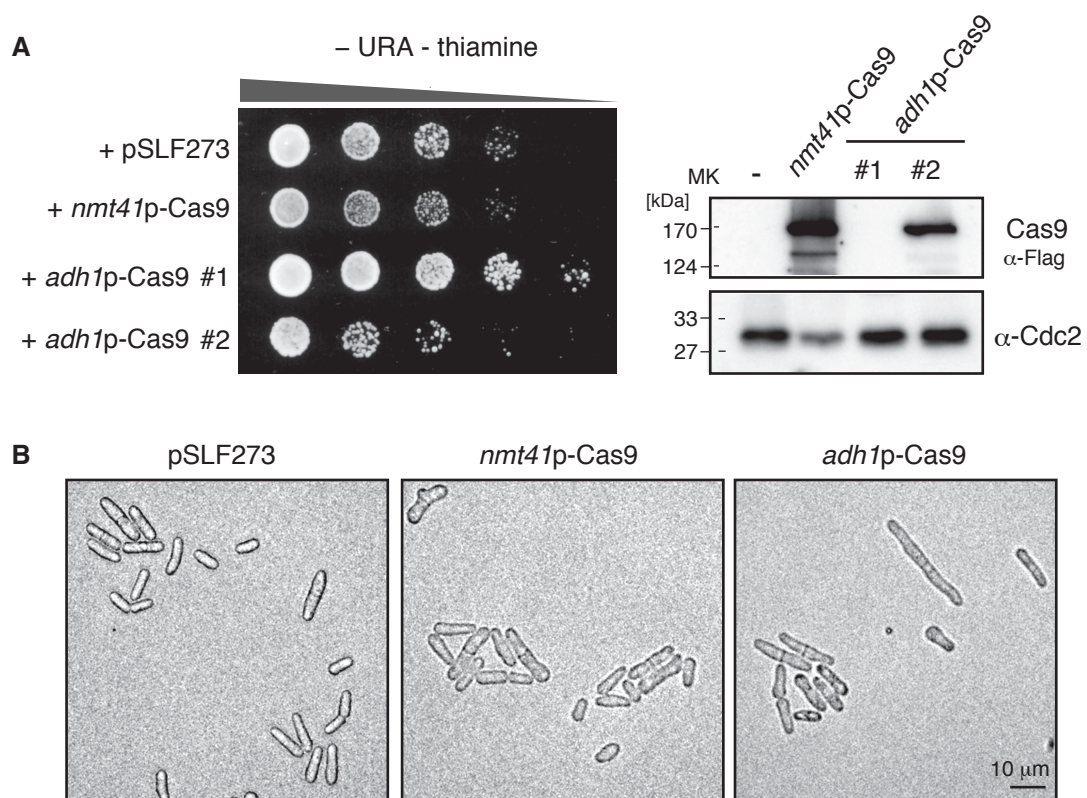 A
– URA - thiamine
+ pSLF273
+ nmt41p-Cas9
+ adh1p-Cas9 #1
+ adh1p-Cas9 #2
nmt41p-Cas9
adh1p-Cas9
MK
-
#1
#2
[kDa]
170
124
Cas9
α-Flag
33
27
α-Cdc2
B
pSLF273
nmt41p-Cas9
adh1p-Cas9
10 μm